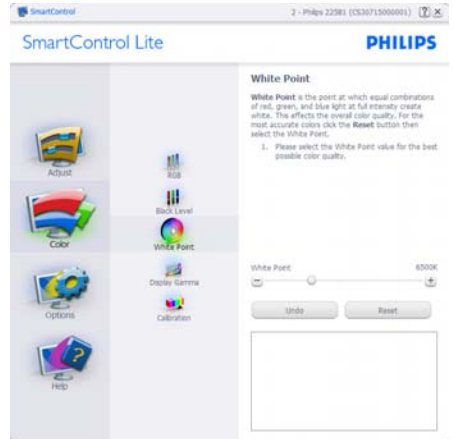 SmartControl
2 - Philips 225B1 (CS30715000001)
SmartControl Lite
PHILIPS
Adjust
Color
Options
Help
RGB
Black Level
White Point
Display Gamma
Calibration
White Point
White Point is the point at which equal combinations
of red, green, and blue light at full intensity create
white. This effects the overall color quality. For the
most accurate colors click the Reset button then
select the White Point.
1. Please select the White Point value for the best
possible color quality.
White Point 6500K
Undo Reset